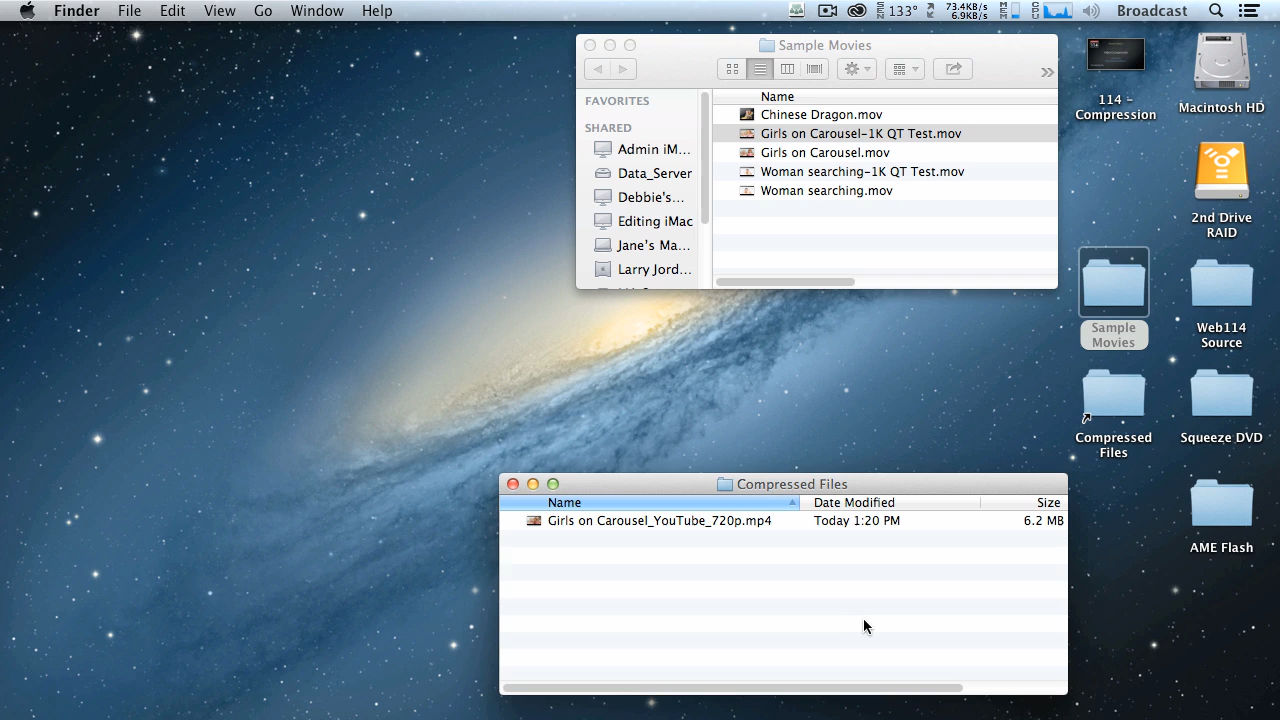 Finder File Edit View Go Window Help
SEN 133° 73.4KB/s 6.9KB/s MEM CPU Broadcast
Sample Movies
FAVORITES
SHARED
Admin iM...
Data_Server
Debbie's...
Editing iMac
Jane's Ma...
Larry Jord...
Name
Chinese Dragon.mov
Girls on Carousel-1K QT Test.mov
Girls on Carousel.mov
Woman searching-1K QT Test.mov
Woman searching.mov
114 -
Compression
Macintosh HD
2nd Drive
RAID
Sample
Movies
Web114
Source
Compressed
Files
Squeeze DVD
AME Flash
Compressed Files
Name Date Modified Size
Girls on Carousel_YouTube_720p.mp4 Today 1:20 PM 6.2 MB